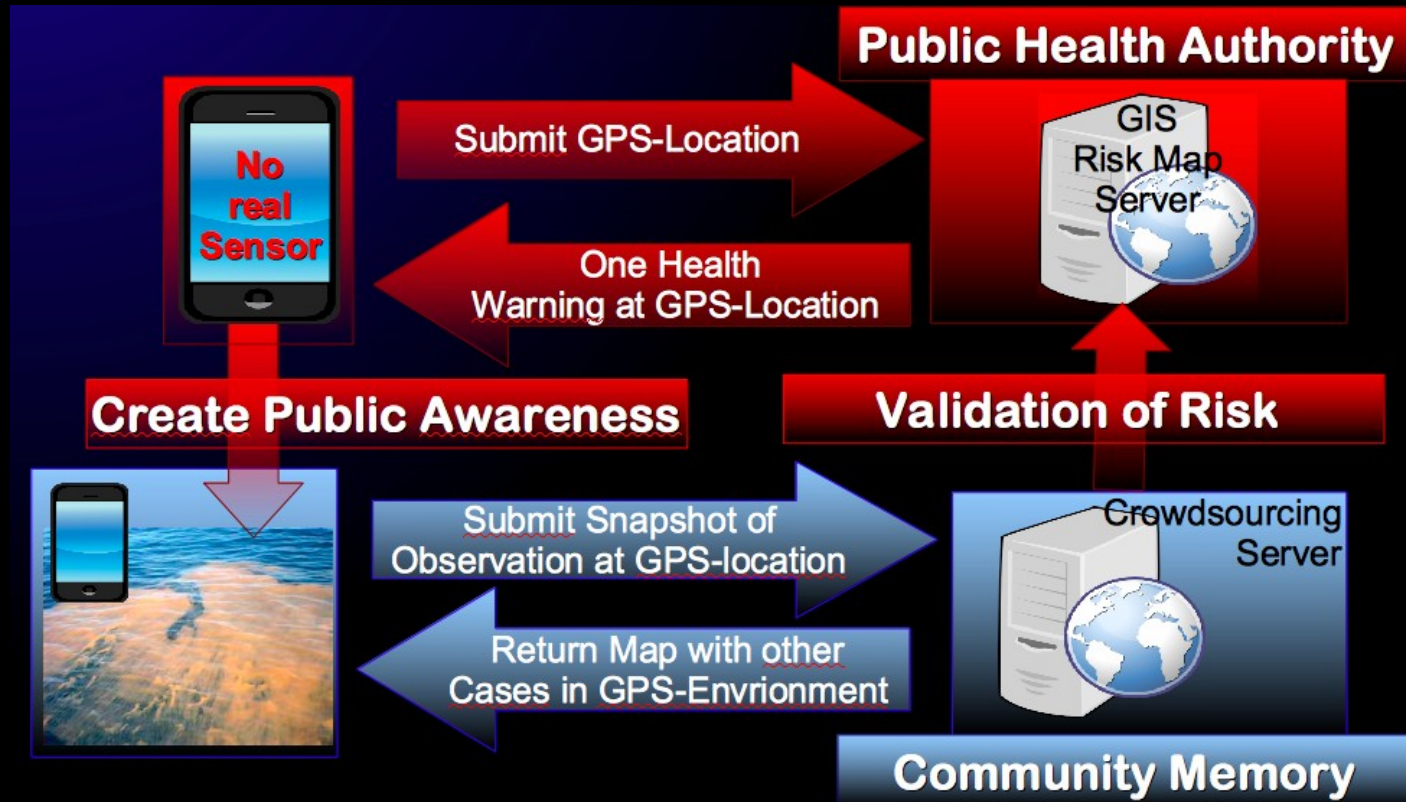 Public Health Authority
No
real
Sensor
Submit GPS-Location
GIS
Risk Map
Server
One Health
Warning at GPS-Location
Create Public Awareness
Validation of Risk
Submit Snapshot of
Observation at GPS-location
Crowdsourcing
Server
Return Map with other
Cases in GPS-Envrionment
Community Memory